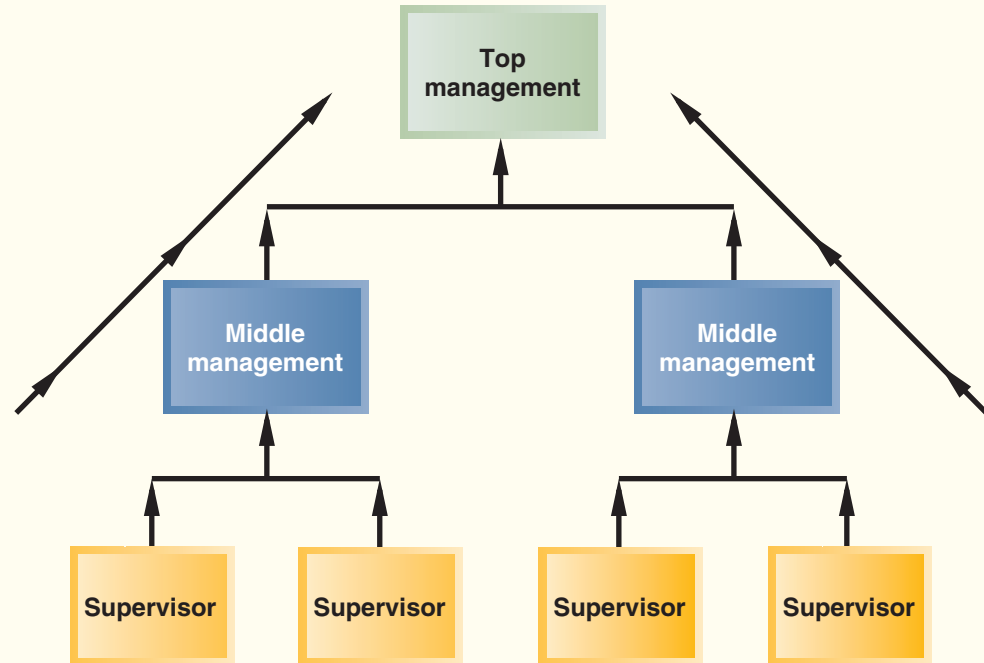 Top
management
Middle
management
Middle
management
Supervisor
Supervisor
Supervisor
Supervisor